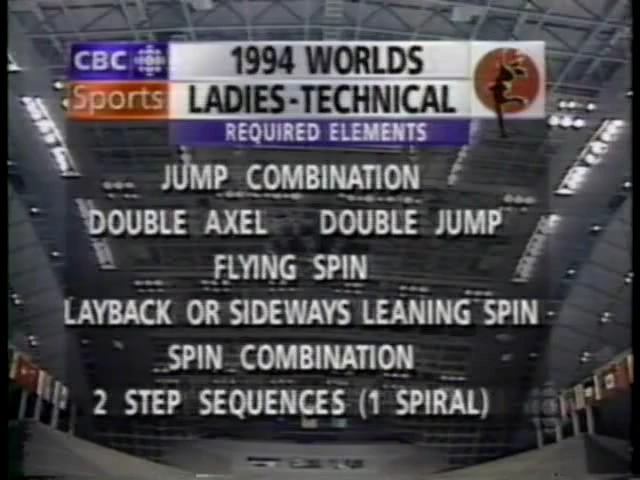 CBC
Sports
1994 WORLDS
LADIES-TECHNICAL
REQUIRED ELEMENTS
JUMP COMBINATION
DOUBLE AXEL DOUBLE JUMP
FLYING SPIN
LAYBACK OR SIDEWAYS LEANING SPIN
SPIN COMBINATION
2 STEP SEQUENCES (1 SPIRAL)